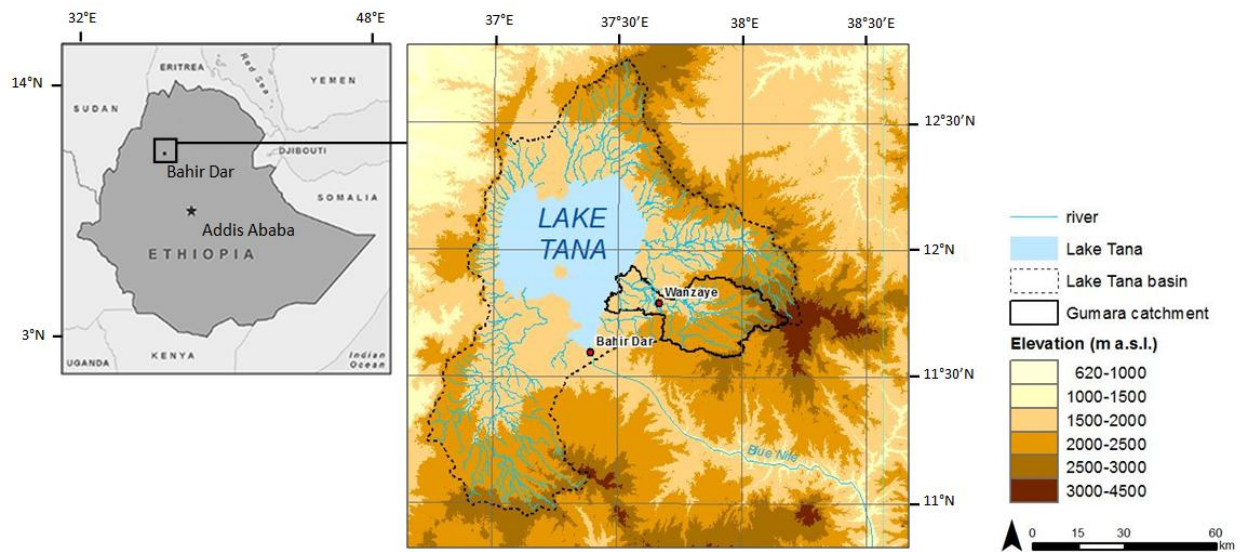 32°E
48°E
14°N
3°N
ERITREA
Red Sea
YEMEN
SUDAN
DJIBOUTI
Bahir Dar
SOMALIA
Addis Ababa
ETHIOPIA
UGANDA
KENYA
Indian
Ocean
37°E
37°30'E
38°E
38°30'E
12°30'N
12°N
11°30'N
11°N
LAKE
TANA
Wanzaye
Bahir Dar
Blue Nile
river
Lake Tana
Lake Tana basin
Gumara catchment
Elevation (m a.s.l.)
620-1000
1000-1500
1500-2000
2000-2500
2500-3000
3000-4500
0 15 30 60
km